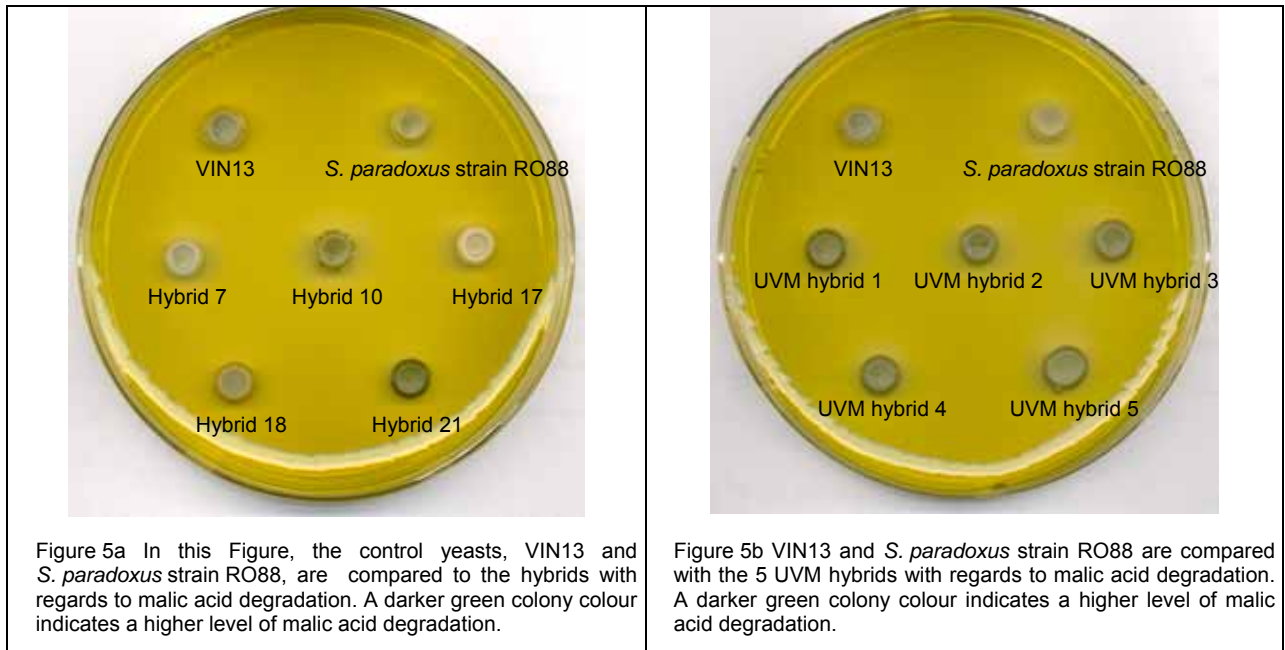 VIN13
S. paradoxus strain RO88
Hybrid 7
Hybrid 10
Hybrid 17
Hybrid 18
Hybrid 21
Figure 5a In this Figure, the control yeasts, VIN13 and
S. paradoxus strain RO88, are compared to the hybrids with
regards to malic acid degradation. A darker green colony colour
indicates a higher level of malic acid degradation.
VIN13
S. paradoxus strain RO88
UVM hybrid 1
UVM hybrid 2
UVM hybrid 3
UVM hybrid 4
UVM hybrid 5
Figure 5b VIN13 and S. paradoxus strain RO88 are compared
with the 5 UVM hybrids with regards to malic acid degradation.
A darker green colony colour indicates a higher level of malic
acid degradation.